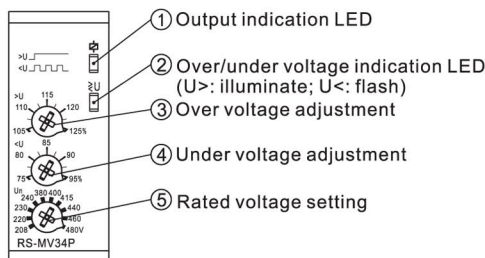 ① Output indication LED
>U
<U
② Over/under voltage indication LED
(U>: illuminate; U<: flash)
≷U
>U
115
110
120
105
125%
③ Over voltage adjustment
<U
85
80
90
75
95%
④ Under voltage adjustment
Un
380 400
240
415
230
440
220
460
208
480V
⑤ Rated voltage setting
RS-MV34P